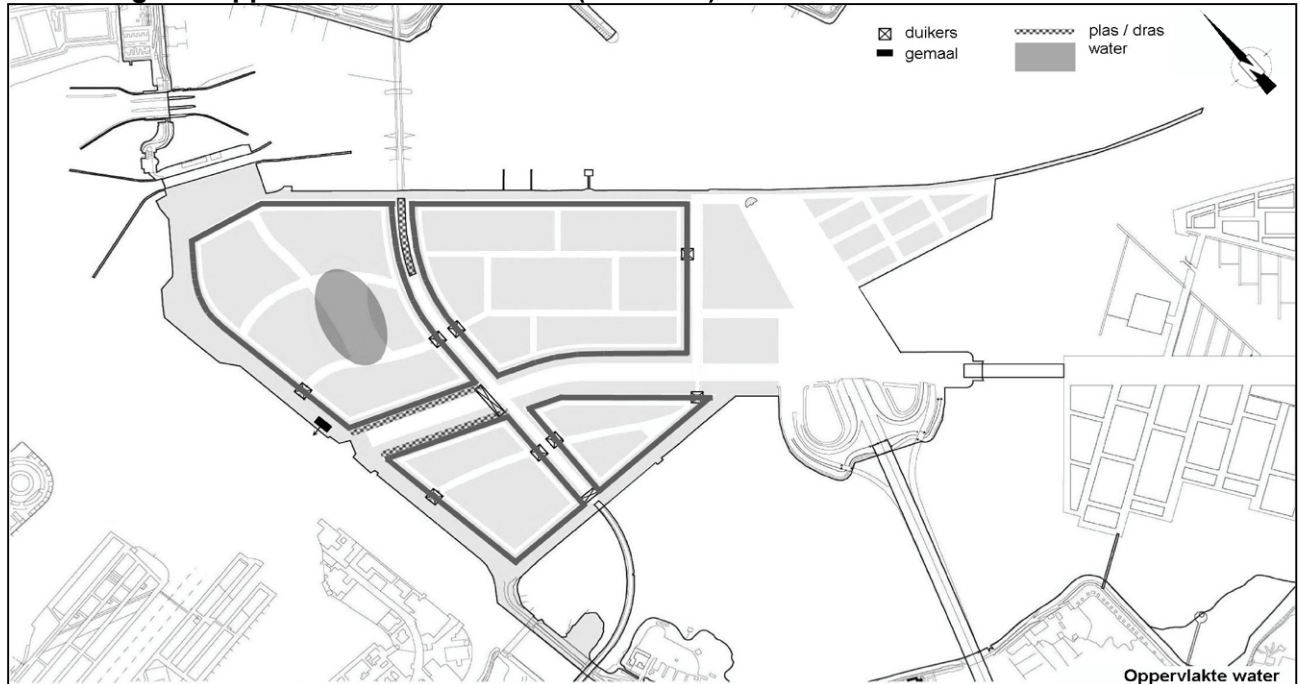 duikers
gemaal
plas / dras
water
Oppervlakte water